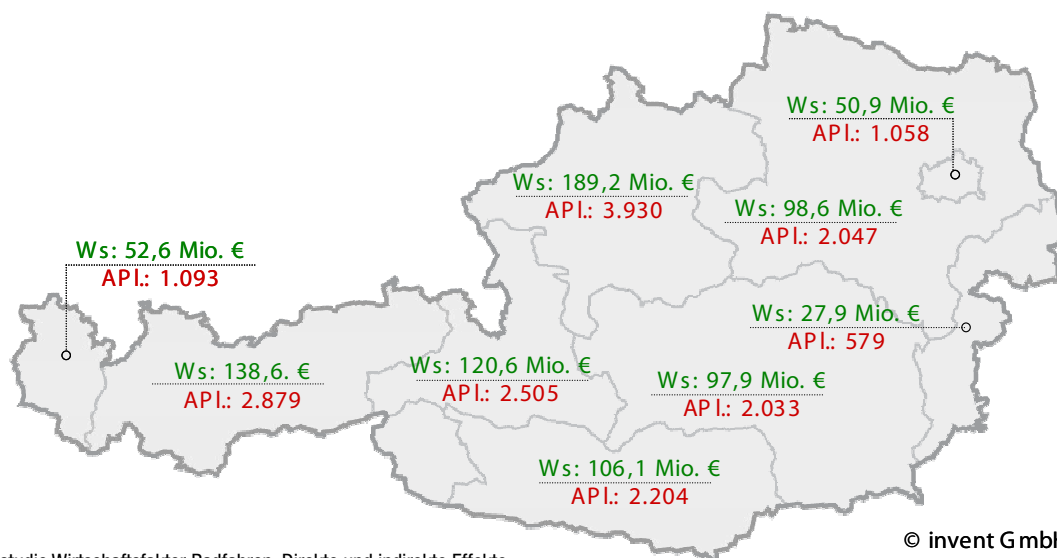 Ws: 50,9 Mio. €
APl.: 1.058
Ws: 189,2 Mio. €
APl.: 3.930
Ws: 98,6 Mio. €
APl.: 2.047
Ws: 52,6 Mio. €
APl.: 1.093
Ws: 27,9 Mio. €
APl.: 579
Ws: 138,6. €
APl.: 2.879
Ws: 120,6 Mio. €
APl.: 2.505
Ws: 97,9 Mio. €
APl.: 2.033
Ws: 106,1 Mio. €
APl.: 2.204
© invent Gmb